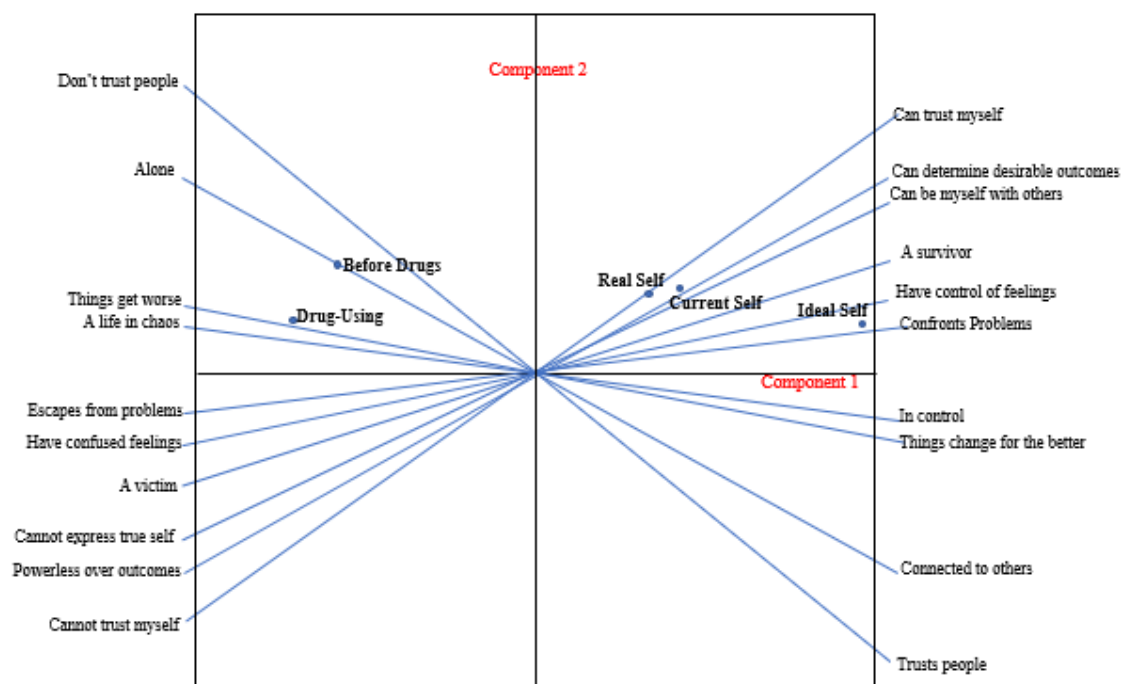 Component 2
Don't trust people
Can trust myself
Alone
Can determine desirable outcomes
Can be myself with others
A survivor
Before Drugs
Real Self
Current Self
Have control of feelings
Things get worse
Ideal Self
Drug-Using
A life in chaos
Confronts Problems
Component 1
Escapes from problems
In control
Have confused feelings
Things change for the better
A victim
Cannot express true self
Powerless over outcomes
Connected to others
Cannot trust myself
Trusts people